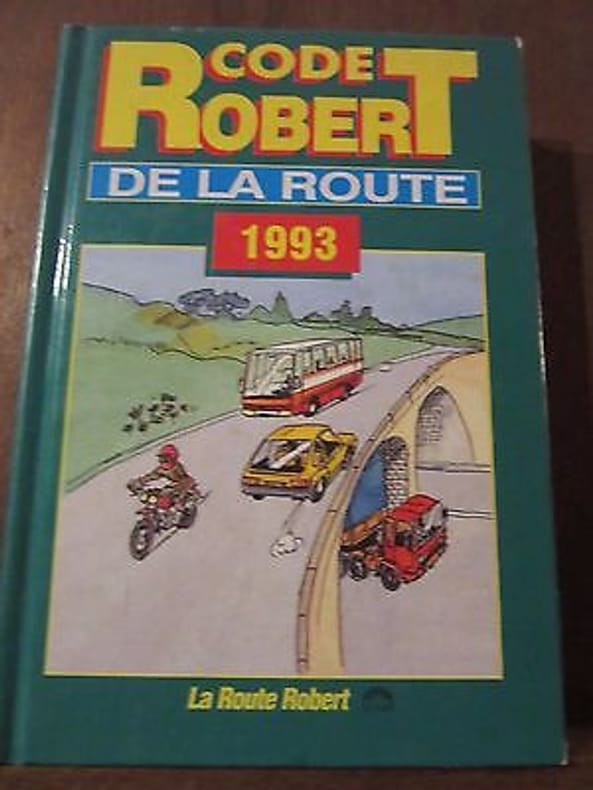 CODE
ROBERT
DE LA ROUTE
1993
La Route Robert